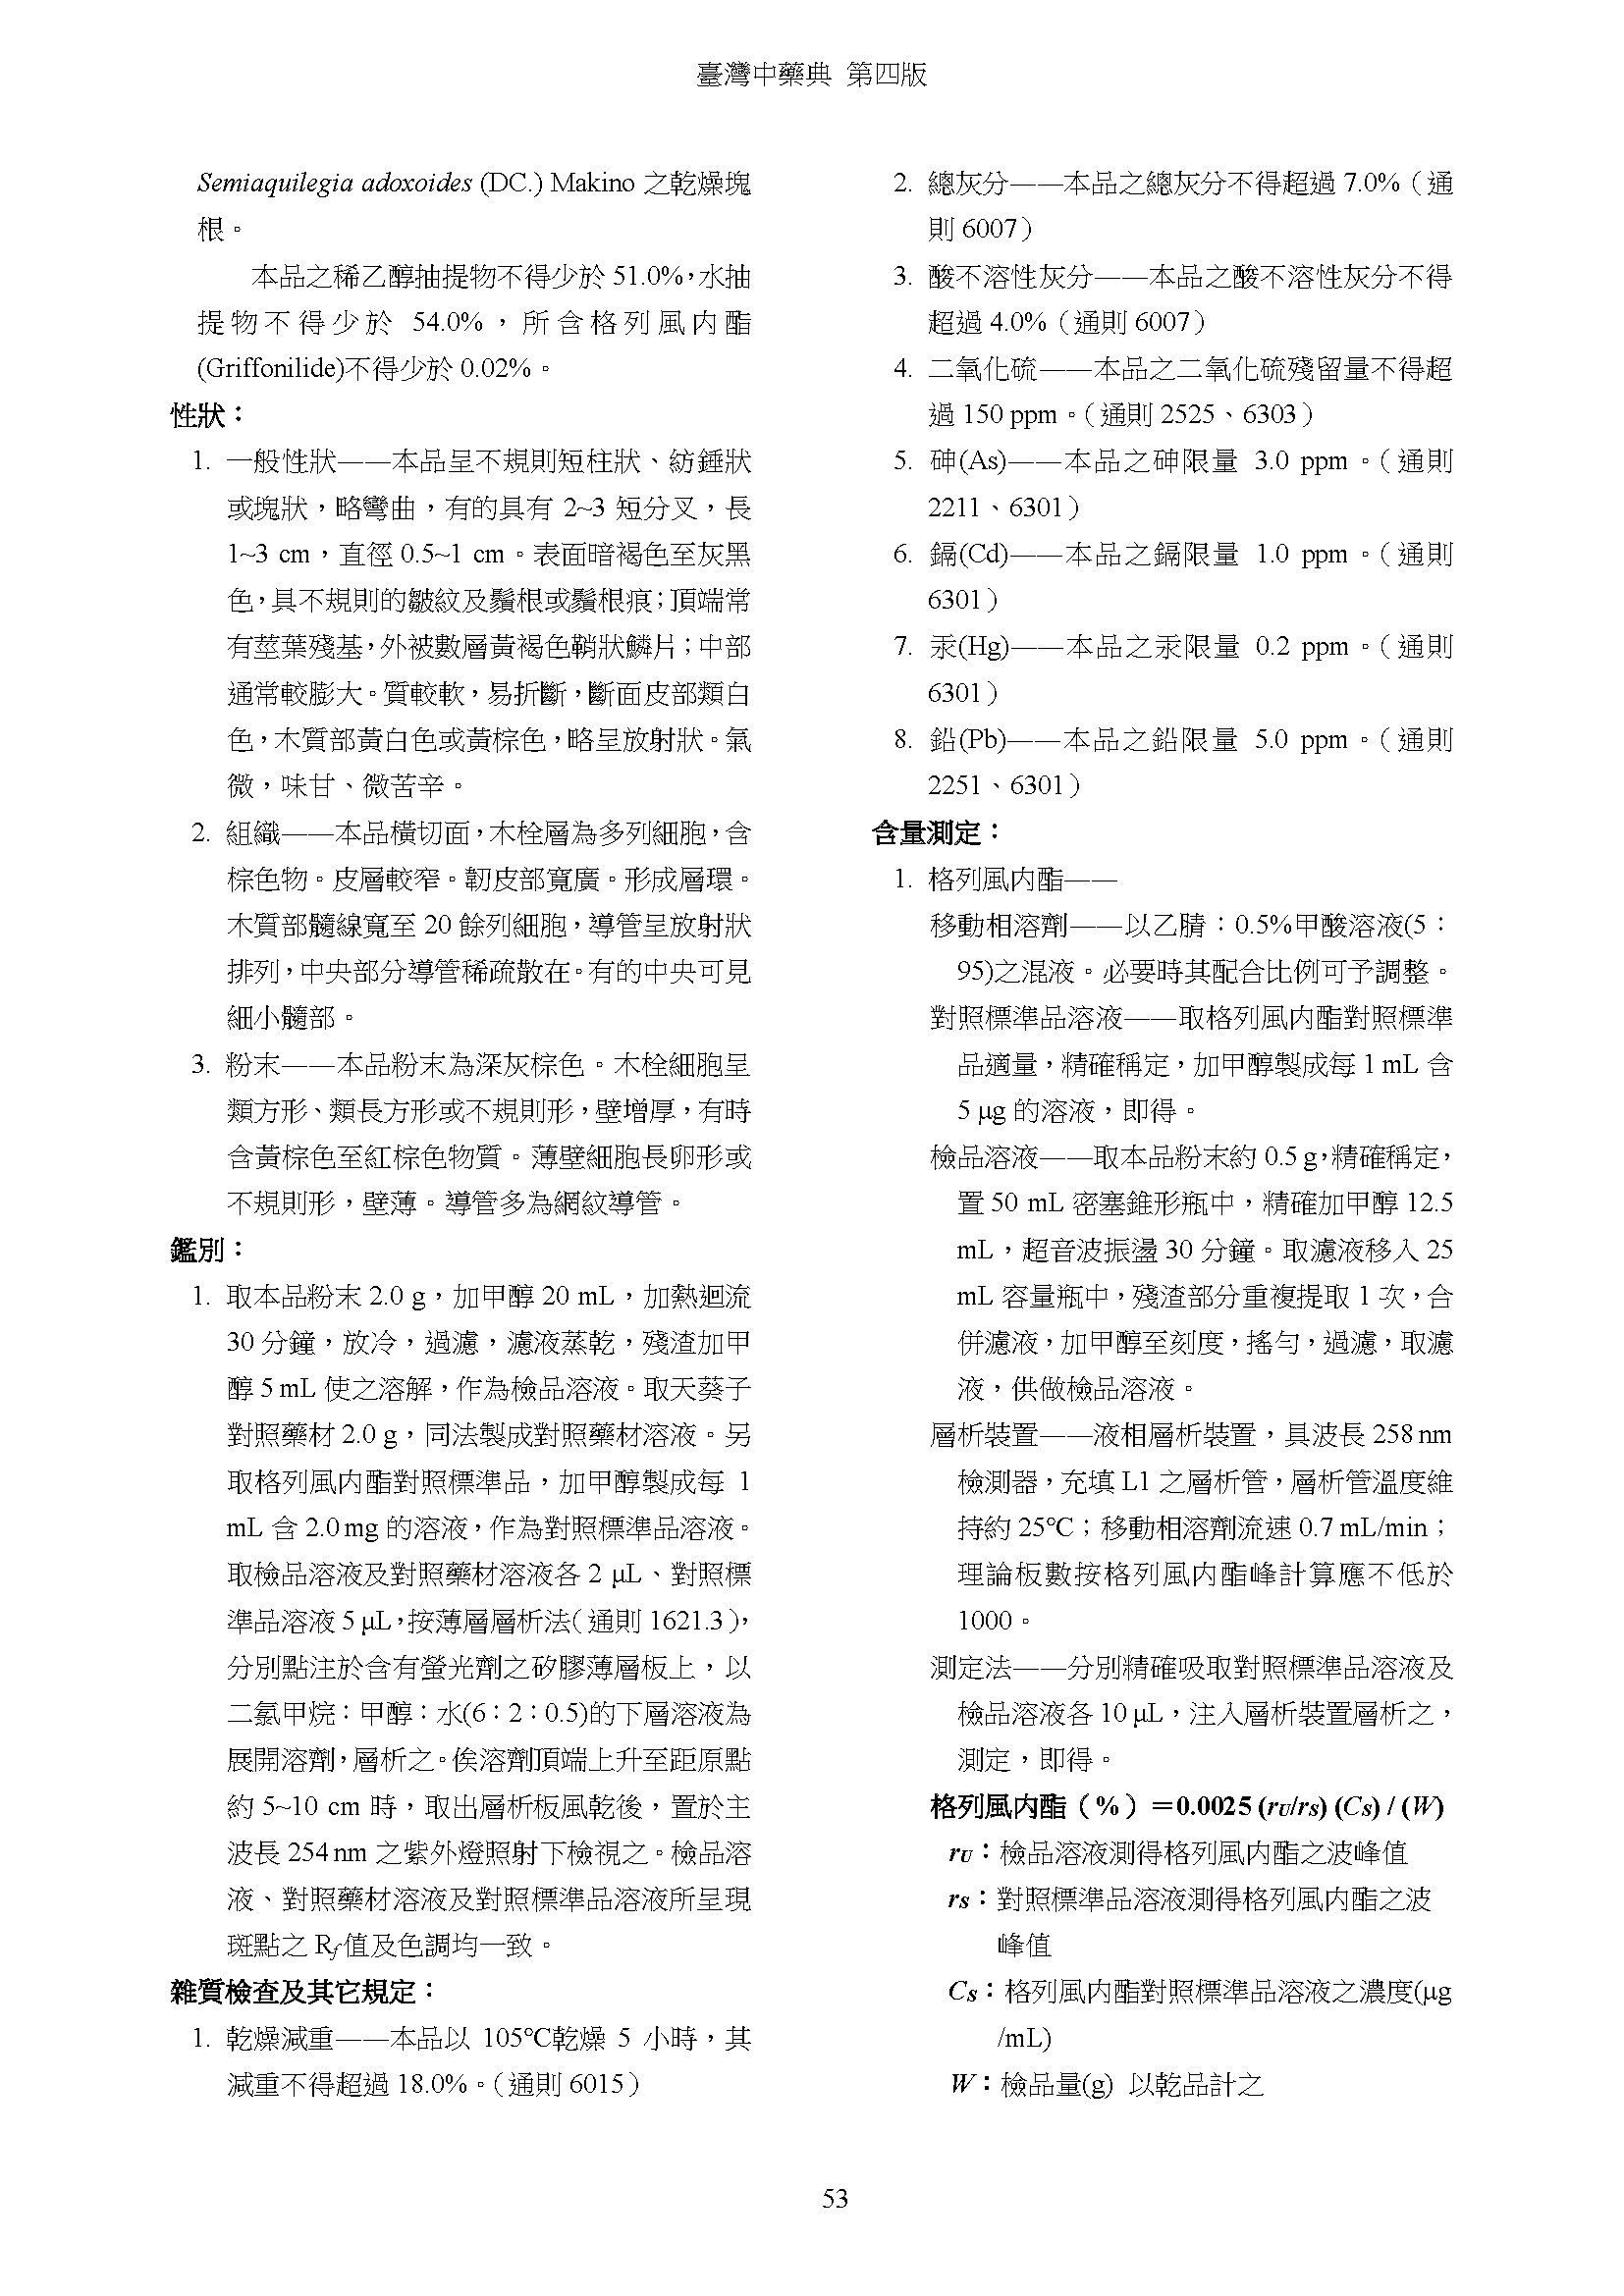 臺灣中藥典 第四版
Semiaquilegia adoxoides (DC.) Makino 之乾燥塊
根。
本品之稀乙醇抽提物不得少於 51.0%，水抽
提物不得少於 54.0%，所含格列風內酯
(Griffonilide)不得少於 0.02%。
性狀：
1. 一般性狀——本品呈不規則短柱狀、紡錘狀
或塊狀，略彎曲，有的具有 2~3 短分叉，長
1~3 cm，直徑 0.5~1 cm。表面暗褐色至灰黑
色，具不規則的皺紋及鬚根或鬚根痕；頂端常
有莖葉殘基，外被數層黃褐色鞘狀鱗片；中部
通常較膨大。質較軟，易折斷，斷面皮部類白
色，木質部黃白色或黃棕色，略呈放射狀。氣
微，味甘、微苦辛。
2. 組織——本品橫切面，木栓層為多列細胞，含
棕色物。皮層較窄。韌皮部寬廣。形成層環。
木質部髓線寬至 20 餘列細胞，導管呈放射狀
排列，中央部分導管稀疏散在。有的中央可見
細小髓部。
3. 粉末——本品粉末為深灰棕色。木栓細胞呈
類方形、類長方形或不規則形，壁增厚，有時
含黃棕色至紅棕色物質。薄壁細胞長卵形或
不規則形，壁薄。導管多為網紋導管。
鑑別：
1. 取本品粉末 2.0 g，加甲醇 20 mL，加熱迴流
30 分鐘，放冷，過濾，濾液蒸乾，殘渣加甲
醇 5 mL 使之溶解，作為檢品溶液。取天葵子
對照藥材 2.0 g，同法製成對照藥材溶液。另
取格列風內酯對照標準品，加甲醇製成每 1
mL 含 2.0 mg 的溶液，作為對照標準品溶液。
取檢品溶液及對照藥材溶液各 2 μL、對照標
準品溶液 5 μL，按薄層層析法（通則 1621.3），
分別點注於含有螢光劑之矽膠薄層板上，以
二氯甲烷：甲醇：水(6：2：0.5)的下層溶液為
展開溶劑，層析之。俟溶劑頂端上升至距原點
約 5~10 cm 時，取出層析板風乾後，置於主
波長 254 nm 之紫外燈照射下檢視之。檢品溶
液、對照藥材溶液及對照標準品溶液所呈現
斑點之 Rf 值及色調均一致。
雜質檢查及其它規定：
1. 乾燥減重——本品以 105℃乾燥 5 小時，其
減重不得超過 18.0%。（通則 6015）
2. 總灰分——本品之總灰分不得超過 7.0%（通
則 6007）
3. 酸不溶性灰分——本品之酸不溶性灰分不得
超過 4.0%（通則 6007）
4. 二氧化硫——本品之二氧化硫殘留量不得超
過 150 ppm。（通則 2525、6303）
5. 砷(As)——本品之砷限量 3.0 ppm。（通則
2211、6301）
6. 鎘(Cd)——本品之鎘限量 1.0 ppm。（通則
6301）
7. 汞(Hg)——本品之汞限量 0.2 ppm。（通則
6301）
8. 鉛(Pb)——本品之鉛限量 5.0 ppm。（通則
2251、6301）
含量測定：
1. 格列風內酯——
移動相溶劑——以乙腈：0.5%甲酸溶液(5：
95)之混液。必要時其配合比例可予調整。
對照標準品溶液——取格列風內酯對照標準
品適量，精確稱定，加甲醇製成每 1 mL 含
5 μg 的溶液，即得。
檢品溶液——取本品粉末約 0.5 g，精確稱定，
置 50 mL 密塞錐形瓶中，精確加甲醇 12.5
mL，超音波振盪 30 分鐘。取濾液移入 25
mL 容量瓶中，殘渣部分重複提取 1 次，合
併濾液，加甲醇至刻度，搖勻，過濾，取濾
液，供做檢品溶液。
層析裝置——液相層析裝置，具波長 258 nm
檢測器，充填 L1 之層析管，層析管溫度維
持約 25℃；移動相溶劑流速 0.7 mL/min；
理論板數按格列風內酯峰計算應不低於
1000。
測定法——分別精確吸取對照標準品溶液及
檢品溶液各 10 μL，注入層析裝置層析之，
測定，即得。
格列風內酯（%）＝0.0025 (rU/rS) (CS) / (W)
rU：檢品溶液測得格列風內酯之波峰值
rS：對照標準品溶液測得格列風內酯之波
峰值
CS：格列風內酯對照標準品溶液之濃度(μg
/mL)
W：檢品量(g) 以乾品計之
53